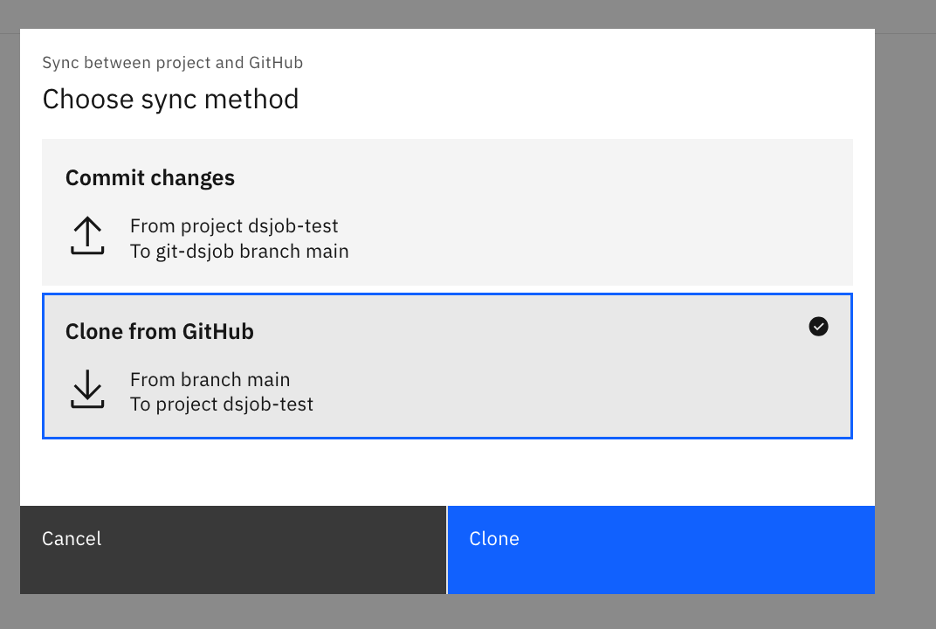 Sync between project and GitHub
Choose sync method
Commit changes
From project dsjob-test
To git-dsjob branch main
Clone from GitHub
From branch main
To project dsjob-test
Cancel
Clone